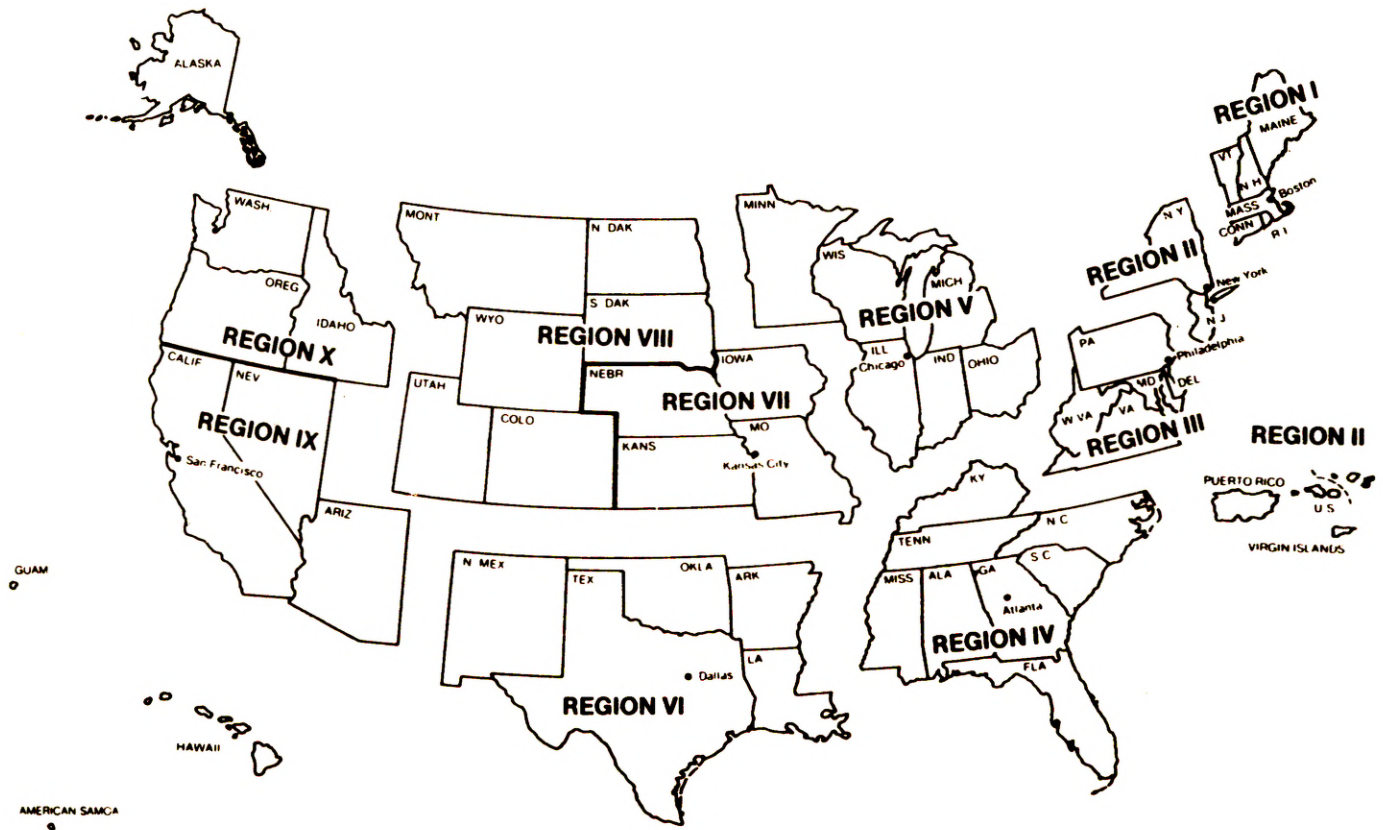 ALASKA
REGION I
MAINE
VT
N H
Boston
MASS
CONN
R I
WASH
MONT
N DAK
MINN
WIS
MICH
N Y
REGION II
New York
N J
OREG
IDAHO
REGION X
WYO
S DAK
REGION VIII
REGION V
PA
Philadelphia
CALIF
NEV
UTAH
NEBR
IOWA
ILL
Chicago
IND
OHIO
MD
DEL
REGION IX
San Francisco
COLO
REGION VII
KANS
MO
Kansas City
W VA
VA
REGION III
REGION II
KY
PUERTO RICO
U.S
VIRGIN ISLANDS
ARIZ
TENN
N C
S C
GUAM
N MEX
TEX
OKLA
ARK
MISS
ALA
GA
Atlanta
REGION IV
LA
FLA
Dallas
REGION VI
HAWAII
AMERICAN SAMOA